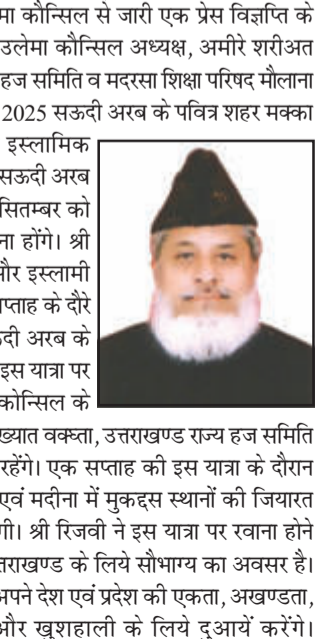 मा कौन्सिल से जारी एक प्रेस विज्ञप्ति के
उलेमा कौन्सिल अध्यक्ष, अमीरे शरीअत
हज समिति व मदरसा शिक्षा परिषद मौलाना
2025 सऊदी अरब के पवित्र शहर मक्का
इस्लामिक
सऊदी अरब
सितम्बर को
ना होंगे। श्री
और इस्लामी
प्ताह के दौरे
दी अरब के
इस यात्रा पर
कोन्सिल के
ख्यात वक्ता, उत्तराखण्ड राज्य हज समिति
रहेंगे। एक सप्ताह की इस यात्रा के दौरान
एवं मदीना में मुकद्दस स्थानों की जियारत
गी। श्री रिजवी ने इस यात्रा पर रवाना होने
त्तराखण्ड के लिये सौभाग्य का अवसर है।
अपने देश एवं प्रदेश की एकता, अखण्डता,
और खुशहाली के लिये दुआयें करेंगे।